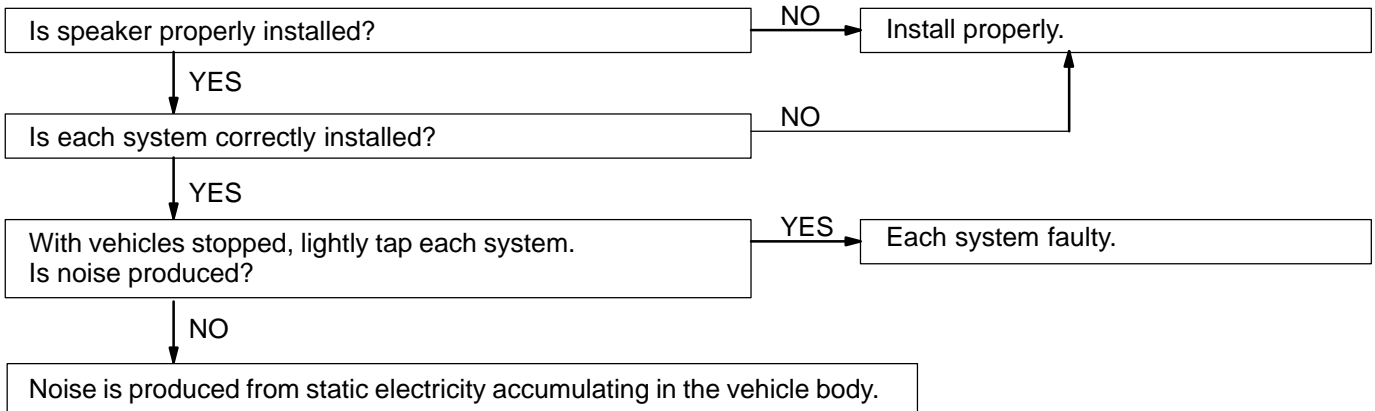 Is speaker properly installed?
NO
Install properly.
YES
Is each system correctly installed?
NO
YES
With vehicles stopped, lightly tap each system.
Is noise produced?
YES
Each system faulty.
NO
Noise is produced from static electricity accumulating in the vehicle body.